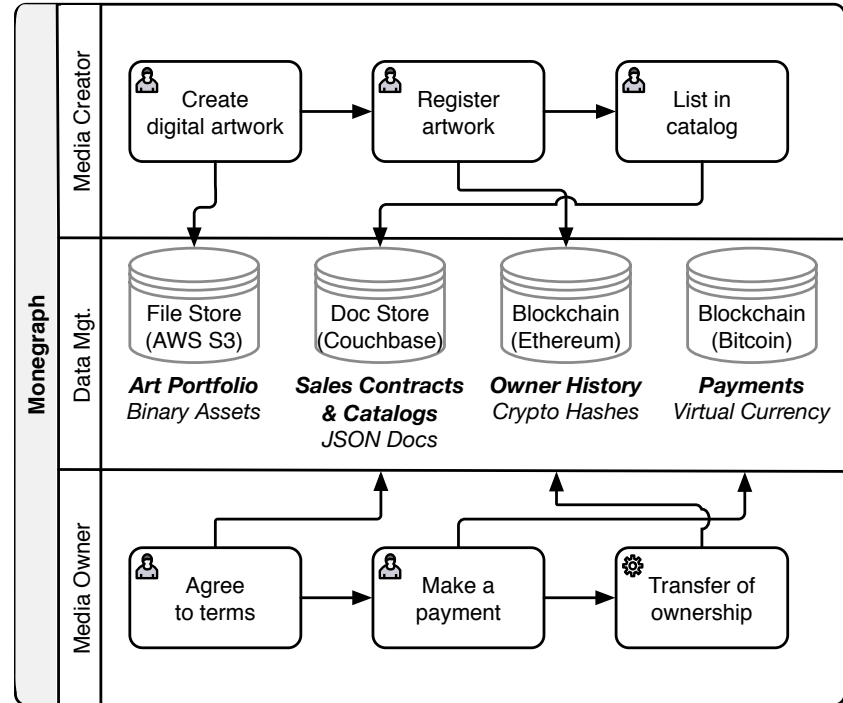 Monegraph
Media Creator
Create
digital artwork
Register
artwork
List in
catalog
Data Mgt.
File Store
(AWS S3)
Doc Store
(Couchbase)
Blockchain
(Ethereum)
Blockchain
(Bitcoin)
Art Portfolio
Binary Assets
Sales Contracts
& Catalogs
JSON Docs
Owner History
Crypto Hashes
Payments
Virtual Currency
Media Owner
Agree
to terms
Make a
payment
Transfer of
ownership